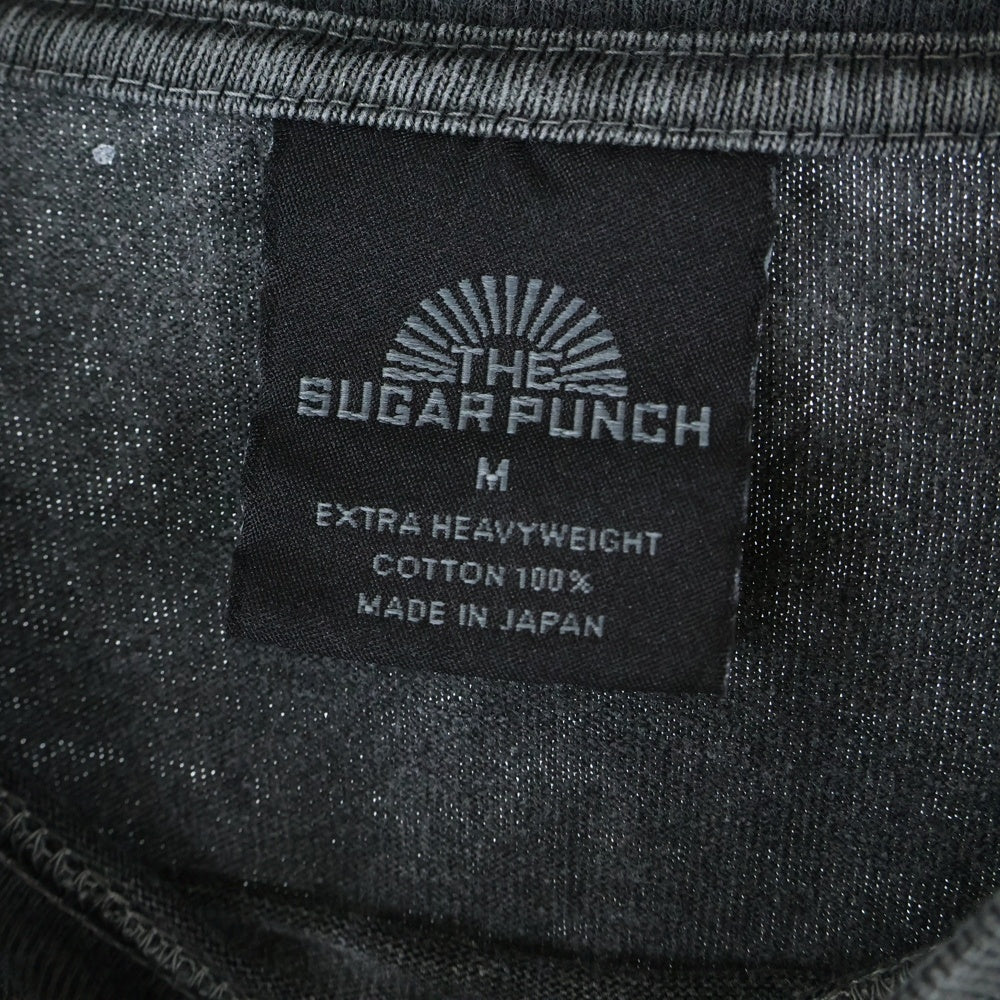 THE
SUGAR PUNCH
M
EXTRA HEAVYWEIGHT
COTTON 100%
MADE IN JAPAN